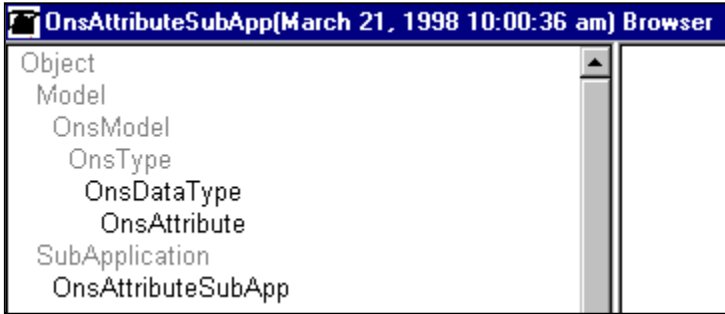 OnsAttributeSubApp(March 21, 1998 10:00:36 am) Browser
Object
Model
OnsModel
OnsType
OnsDataType
OnsAttribute
SubApplication
OnsAttributeSubApp